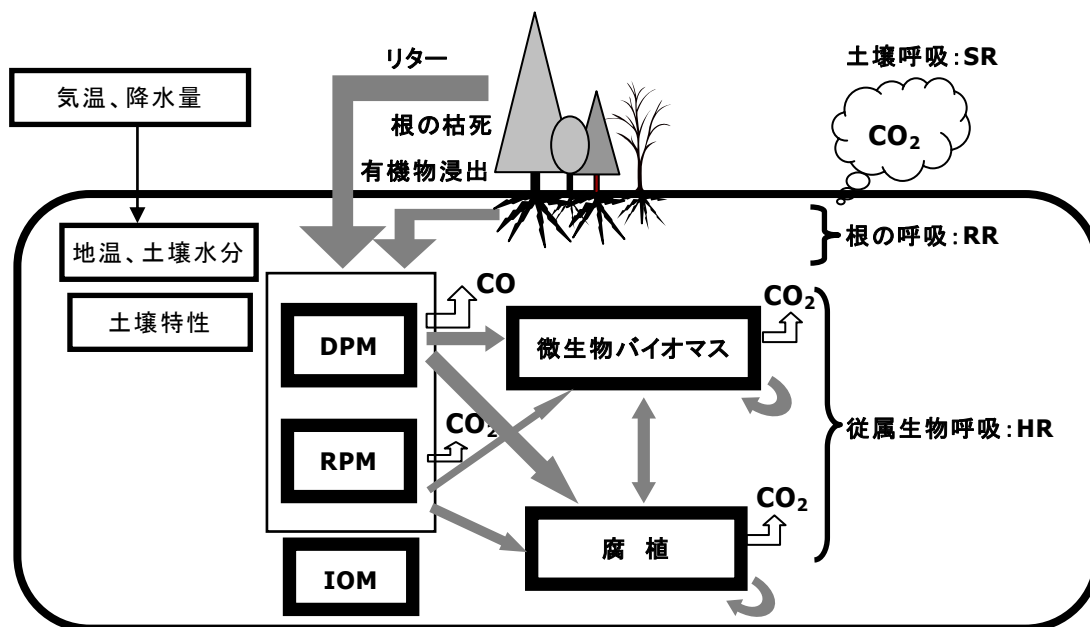 リター
土壌呼吸：SR
気温、降水量
根の枯死
CO₂
有機物浸出
地温、土壌水分
根の呼吸：RR
土壌特性
CO
CO₂
DPM
微生物バイオマス
CO₂
RPM
従属生物呼吸：HR
CO₂
腐 植
IOM